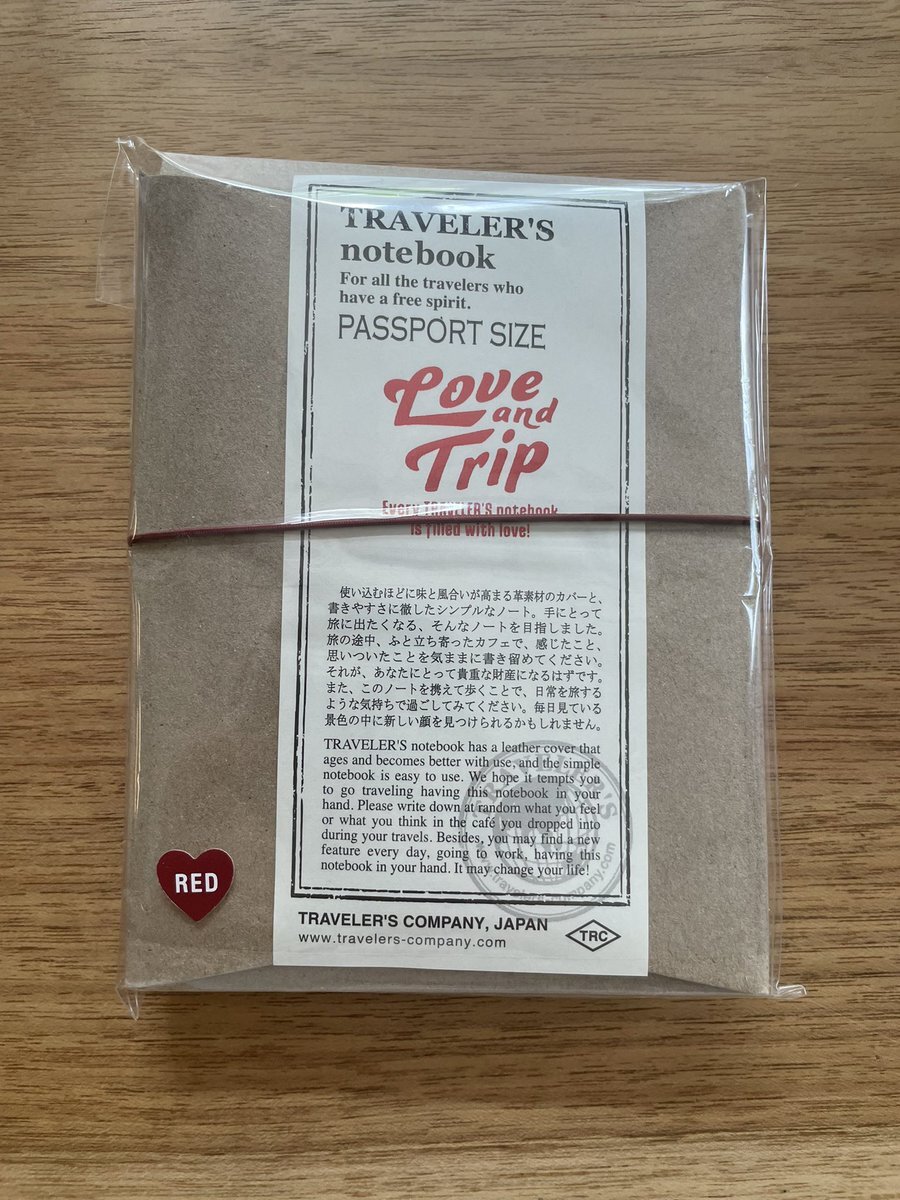 TRAVELER'S
notebook
For all the travelers who
have a free spirit.
PASSPORT SIZE
Love
and
Trip
Every TRAVELER'S notebook
is filled with love!
使い込むほどに味と風合いが高まる革素材のカバーと、
書きやすさに徹したシンプルなノート。手にとって
旅に出たくなる、そんなノートを目指しました。
旅の途中、ふと立ち寄ったカフェで、感じたこと、
思いついたことを気ままに書き留めてください。
それが、あなたにとって貴重な財産になるはずです。
また、このノートを携えて歩くことで、日常を旅する
ような気持ちで過ごしてみてください。毎日見ている
景色の中に新しい顔を見つけられるかもしれません。
TRAVELER'S notebook has a leather cover that
ages and becomes better with use, and the simple
notebook is easy to use. We hope it tempts you
to go traveling having this notebook in your
hand. Please write down at random what you feel
or what you think in the café you dropped into
during your travels. Besides, you may find a new
feature every day, going to work, having this
notebook in your hand. It may change your life!
TRAVELER'S
www.travelers-company.com
RED
TRAVELER'S COMPANY, JAPAN
www.travelers-company.com
TRC